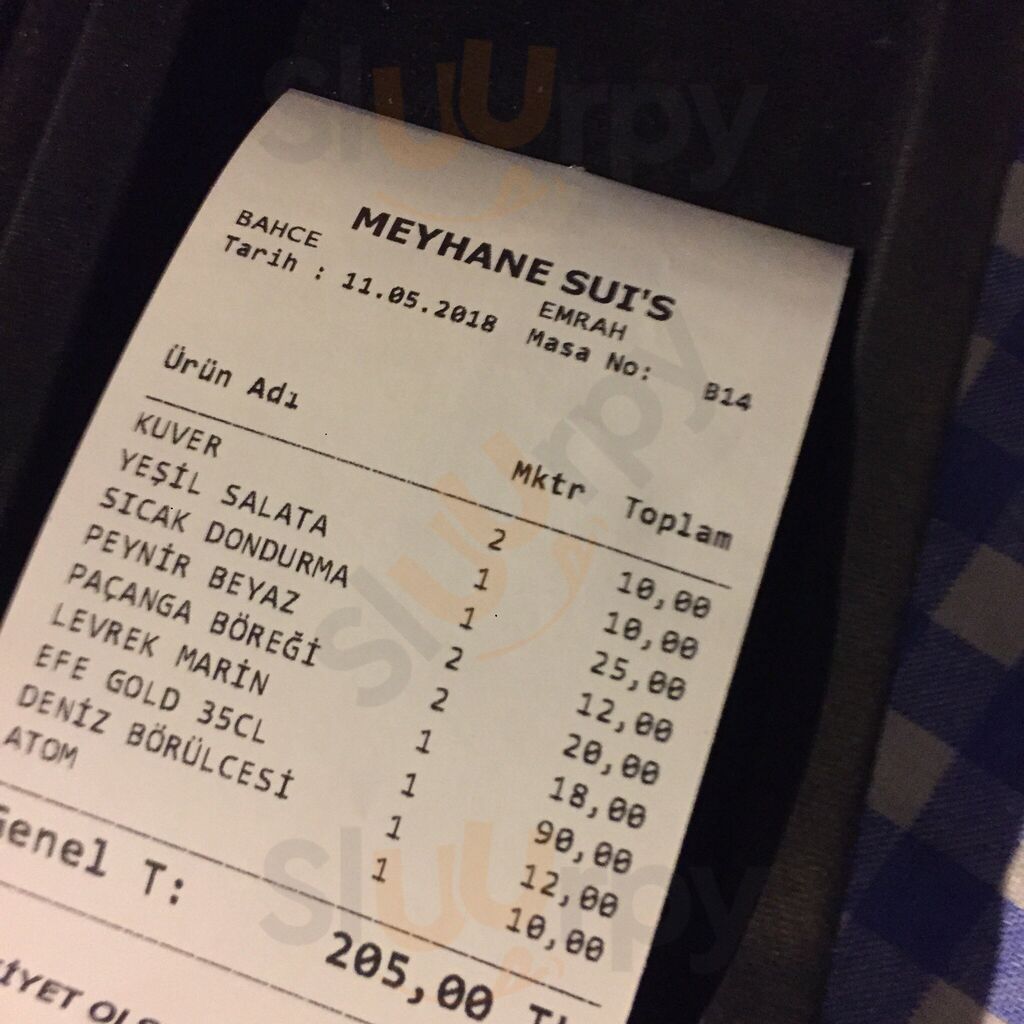 MEYHANE SUI'S
BAHCE EMRAH
Tarih : 11.05.2018 Masa No: B14
Ürün Adı Mktr Toplam
KUVER 2 10,00
YEŞİL SALATA 1 10,00
SICAK DONDURMA 1 25,00
PEYNİR BEYAZ 2 12,00
PAÇANGA BÖREĞİ 2 20,00
LEVREK MARİN 1 18,00
EFE GOLD 35CL 1 90,00
DENİZ BÖRÜLCESİ 1 12,00
ATOM 1 10,00
Genel T: 205,00
sluurpy
sluurpy
sluurpy